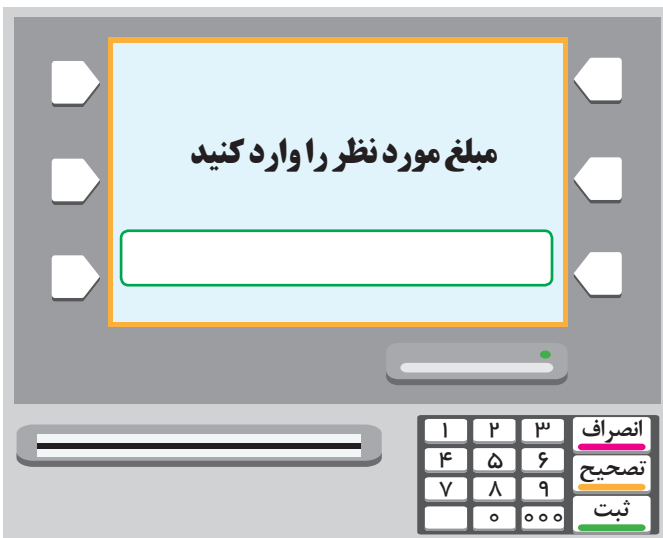 مبلغ مورد نظر را وارد کنید
۱ ۲ ۳ انصراف
۴ ۵ ۶ تصحیح
۷ ۸ ۹ ثبت
۰ ۰۰۰